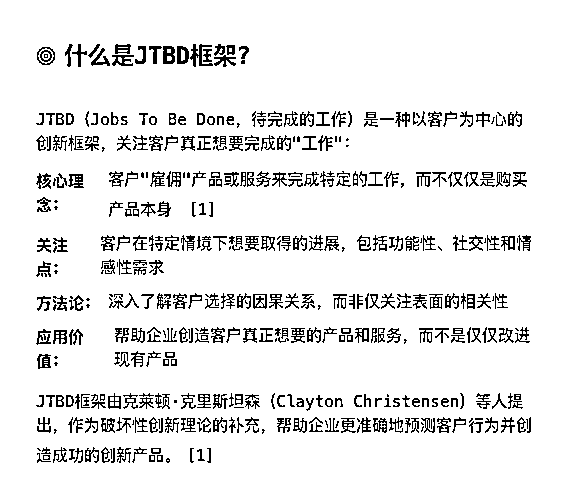 ◎ 什么是JTBD框架?
JTBD (Jobs To Be Done, 待完成的工作) 是一种以客户为中心的
创新框架, 关注客户真正想要完成的"工作":
核心理 客户"雇佣"产品或服务来完成特定的工作, 而不仅仅是购买
念: 产品本身 [1]
关注 客户在特定情境下想要取得的进展, 包括功能性、社交性和情
点: 感性需求
方法论: 深入了解客户选择的因果关系, 而非仅关注表面的相关性
应用价 帮助企业创造客户真正想要的产品和服务, 而不是仅仅改进
值: 现有产品
JTBD框架由克莱顿·克里斯坦森 (Clayton Christensen) 等人提
出, 作为破坏性创新理论的补充, 帮助企业更准确地预测客户行为并创
造成功的创新产品。 [1]